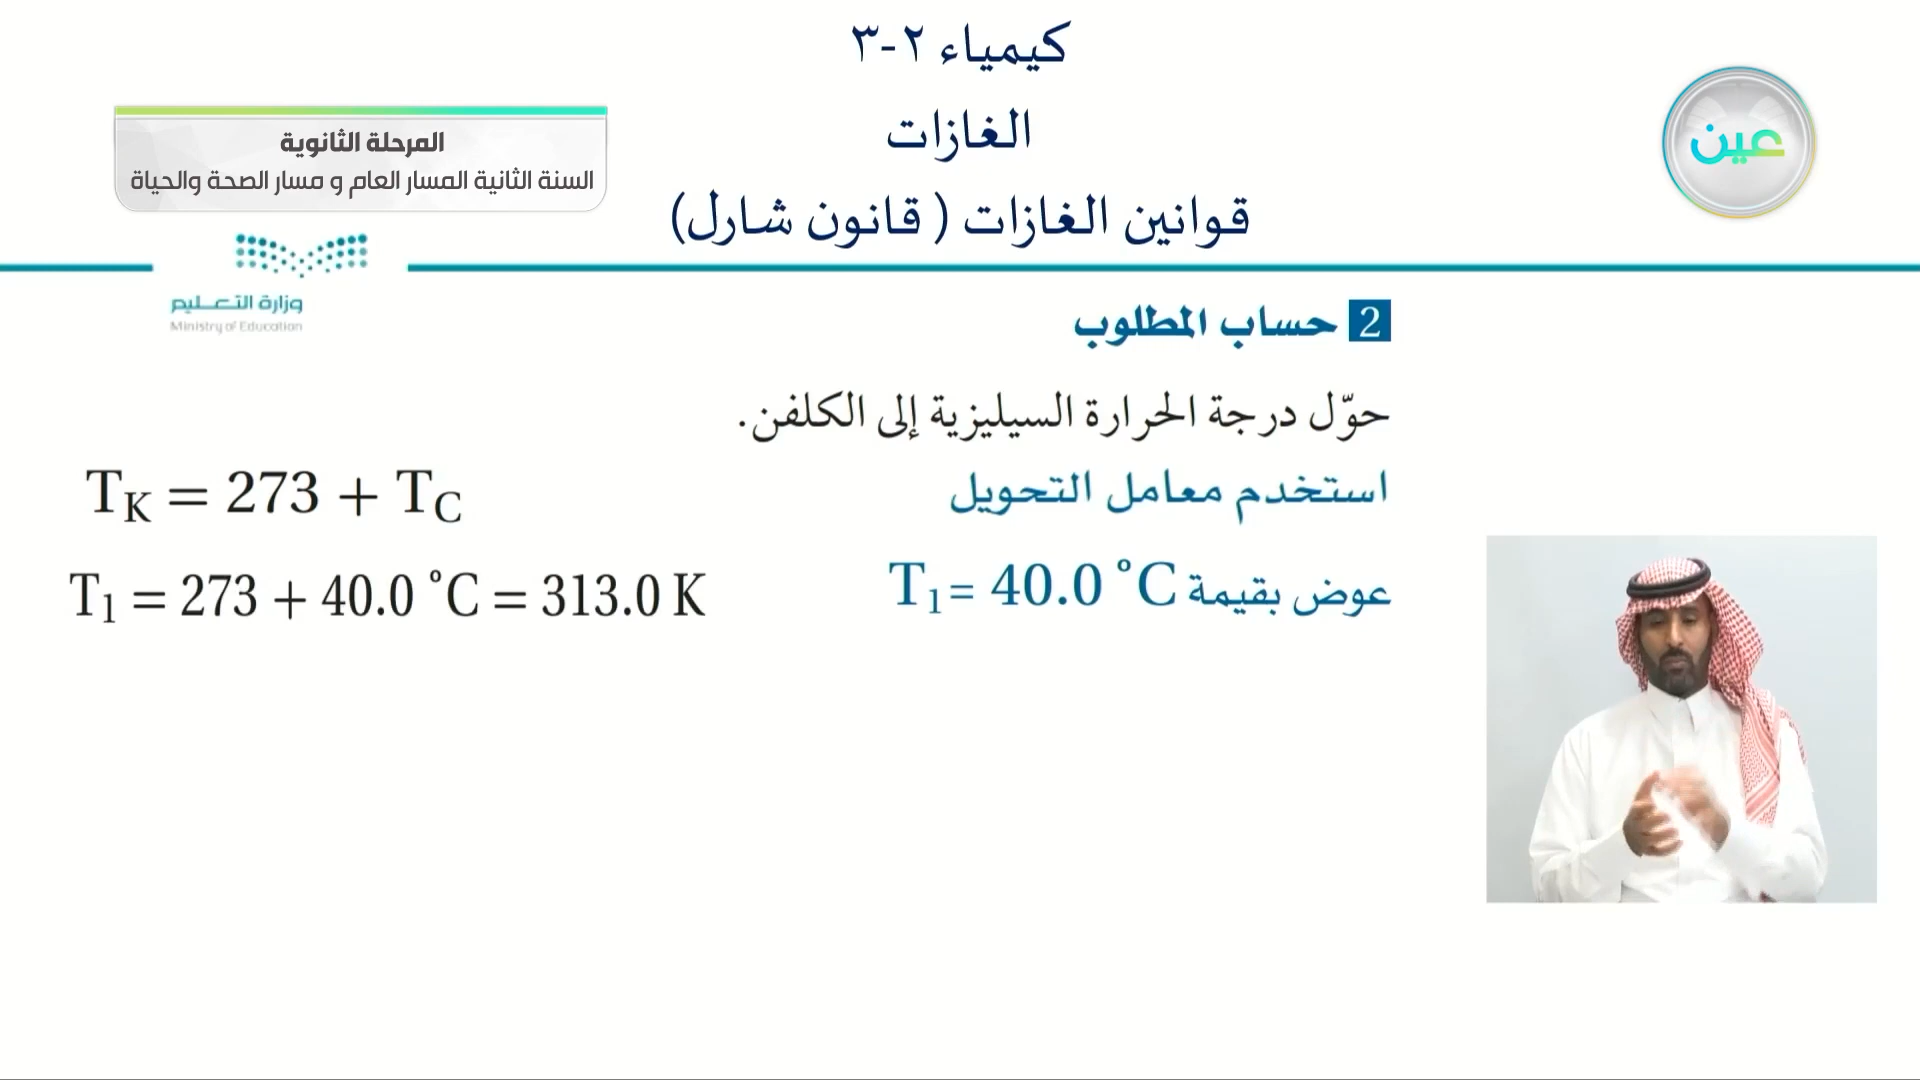 كيمياء ٢-٣
الغازات
قوانين الغازات ( قانون شارل)
المرحلة الثانوية
السنة الثانية المسار العام و مسار الصحة والحياة
عين
وزارة التعليم
Ministry of Education
2 حساب المطلوب
حوّل درجة الحرارة السيليزية إلى الكلفن.
استخدم معامل التحويل
T_K = 273 + T_C
عوض بقيمة T₁= 40.0 °C
T₁ = 273 + 40.0 °C = 313.0 K